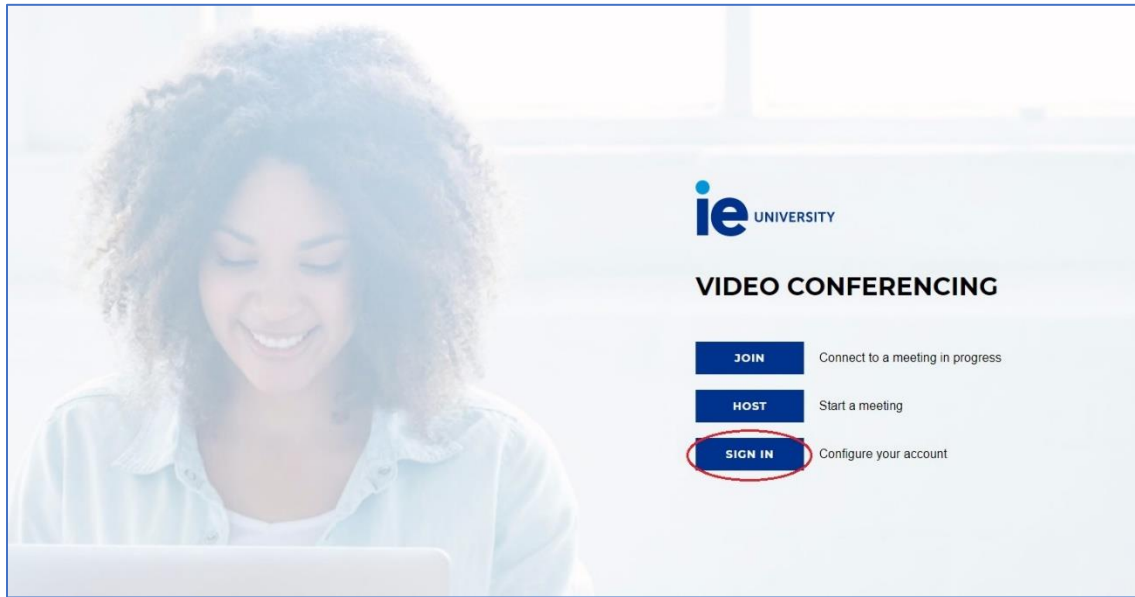 ie UNIVERSITY
VIDEO CONFERENCING
JOIN Connect to a meeting in progress
HOST Start a meeting
SIGN IN Configure your account